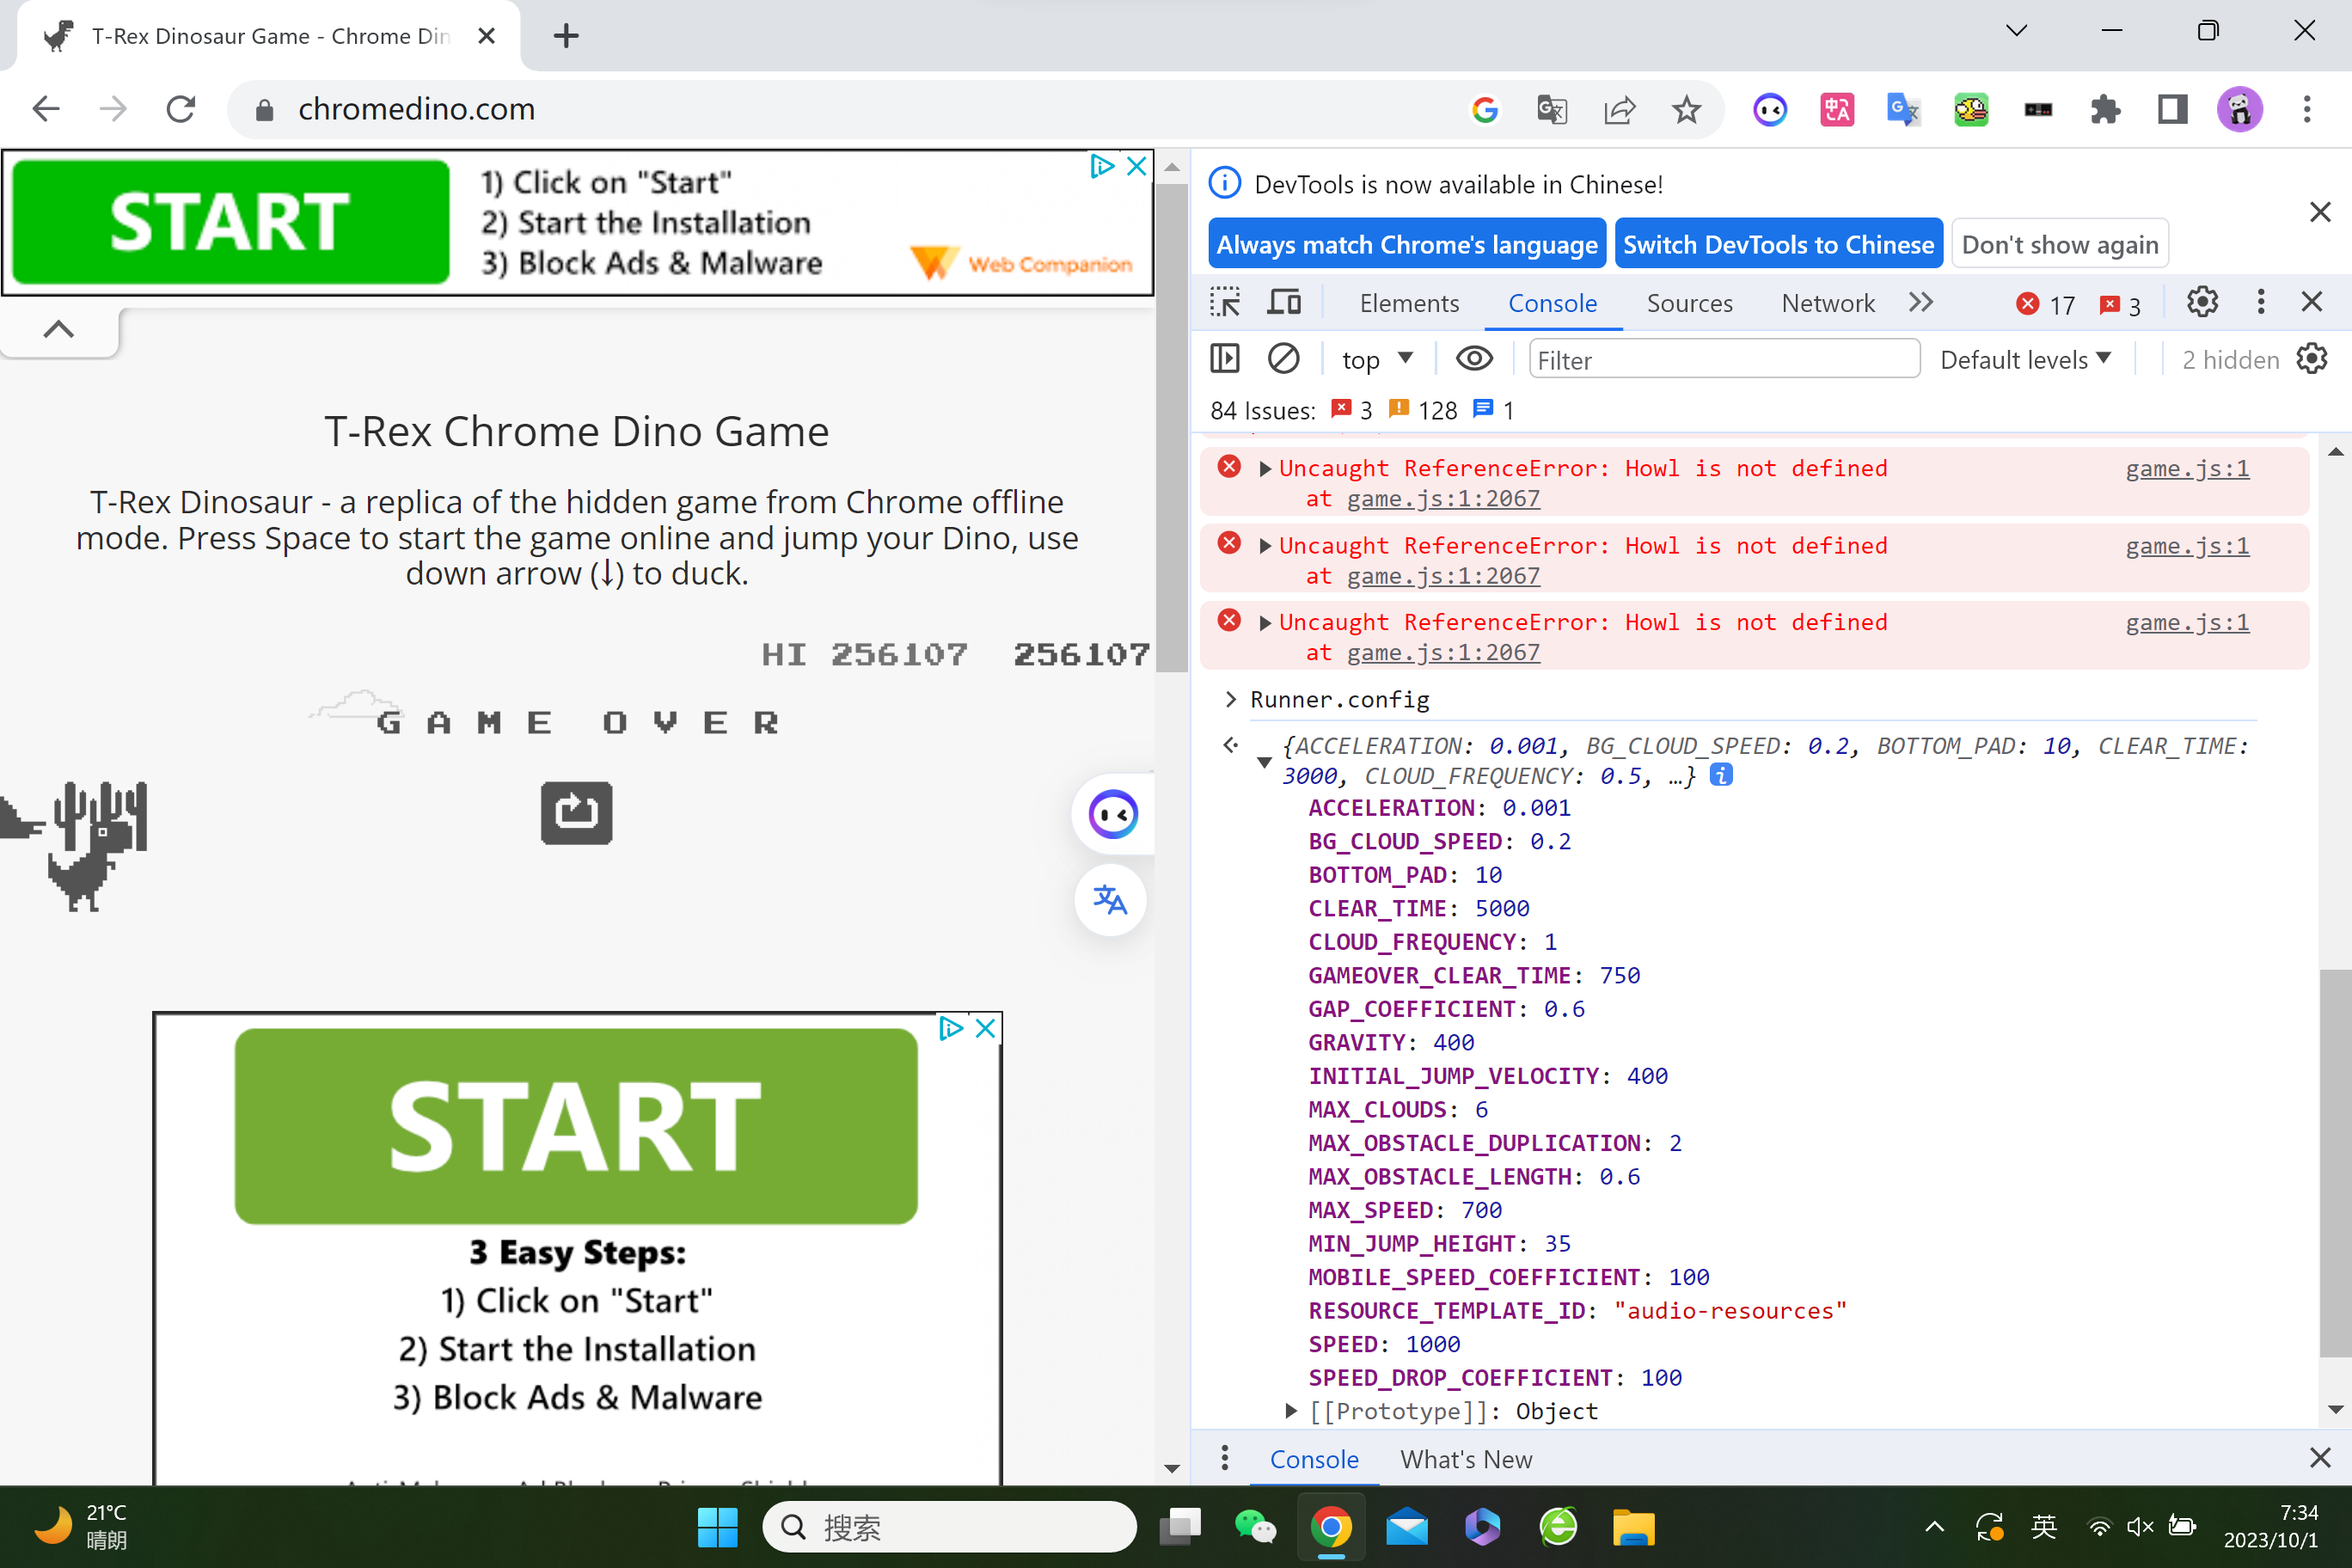 T-Rex Dinosaur Game - Chrome Din
chromedino.com
START
1) Click on "Start"
2) Start the Installation
3) Block Ads & Malware
Web Companion
T-Rex Chrome Dino Game
T-Rex Dinosaur - a replica of the hidden game from Chrome offline
mode. Press Space to start the game online and jump your Dino, use
down arrow (↓) to duck.
HI 256107 256107
GAME OVER
START
3 Easy Steps:
1) Click on "Start"
2) Start the Installation
3) Block Ads & Malware
DevTools is now available in Chinese!
Always match Chrome's language
Switch DevTools to Chinese
Don't show again
Elements Console Sources Network 17 3
top Filter Default levels 2 hidden
84 Issues: 3 128 1
Uncaught ReferenceError: Howl is not defined game.js:1
at game.js:1:2067
Uncaught ReferenceError: Howl is not defined game.js:1
at game.js:1:2067
Uncaught ReferenceError: Howl is not defined game.js:1
at game.js:1:2067
Runner.config
{ACCELERATION: 0.001, BG_CLOUD_SPEED: 0.2, BOTTOM_PAD: 10, CLEAR_TIME:
3000, CLOUD_FREQUENCY: 0.5, …}
ACCELERATION: 0.001
BG_CLOUD_SPEED: 0.2
BOTTOM_PAD: 10
CLEAR_TIME: 5000
CLOUD_FREQUENCY: 1
GAMEOVER_CLEAR_TIME: 750
GAP_COEFFICIENT: 0.6
GRAVITY: 400
INITIAL_JUMP_VELOCITY: 400
MAX_CLOUDS: 6
MAX_OBSTACLE_DUPLICATION: 2
MAX_OBSTACLE_LENGTH: 0.6
MAX_SPEED: 700
MIN_JUMP_HEIGHT: 35
MOBILE_SPEED_COEFFICIENT: 100
RESOURCE_TEMPLATE_ID: "audio-resources"
SPEED: 1000
SPEED_DROP_COEFFICIENT: 100
[[Prototype]]: Object
Console What's New
21°C
晴朗
搜索
英
7:34
2023/10/1